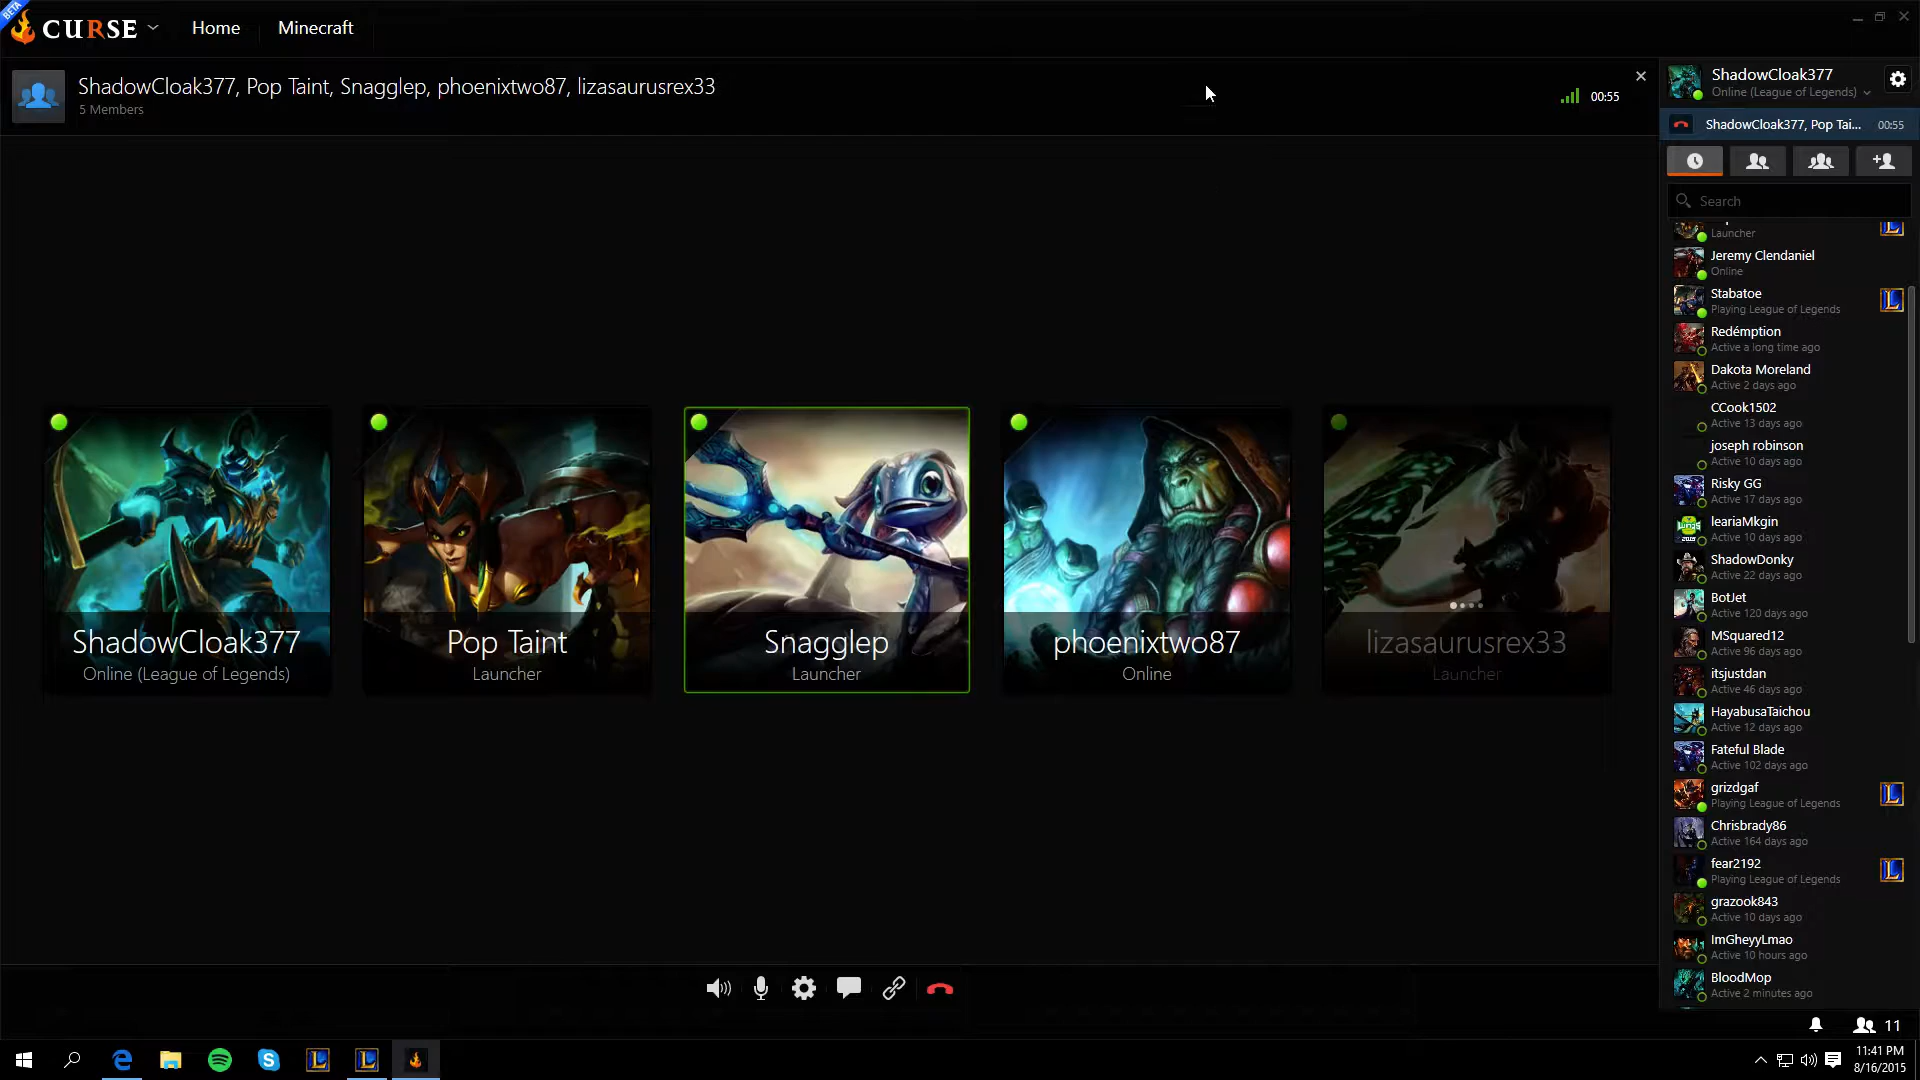 BETA
CURSE
Home
Minecraft
ShadowCloak377, Pop Taint, Snagglep, phoenixtwo87, lizasaurusrex33
5 Members
00:55
ShadowCloak377
Online (League of Legends)
Pop Taint
Launcher
Snagglep
Launcher
phoenixtwo87
Online
lizasaurusrex33
Launcher
ShadowCloak377
Online (League of Legends)
ShadowCloak377, Pop Tai... 00:55
Search
Launcher
Jeremy Clendaniel
Online
Stabatoe
Playing League of Legends
Redémption
Active a long time ago
Dakota Moreland
Active 2 days ago
CCook1502
Active 13 days ago
joseph robinson
Active 10 days ago
Risky GG
Active 17 days ago
leariaMkgin
Active 10 days ago
ShadowDonky
Active 22 days ago
BotJet
Active 120 days ago
MSquared12
Active 96 days ago
itsjustdan
Active 46 days ago
HayabusaTaichou
Active 12 days ago
Fateful Blade
Active 102 days ago
grizdgaf
Playing League of Legends
Chrisbrady86
Active 164 days ago
fear2192
Playing League of Legends
grazook843
Active 10 days ago
ImGheyyLmao
Active 10 hours ago
BloodMop
Active 2 minutes ago
11
11:41 PM
8/16/2015